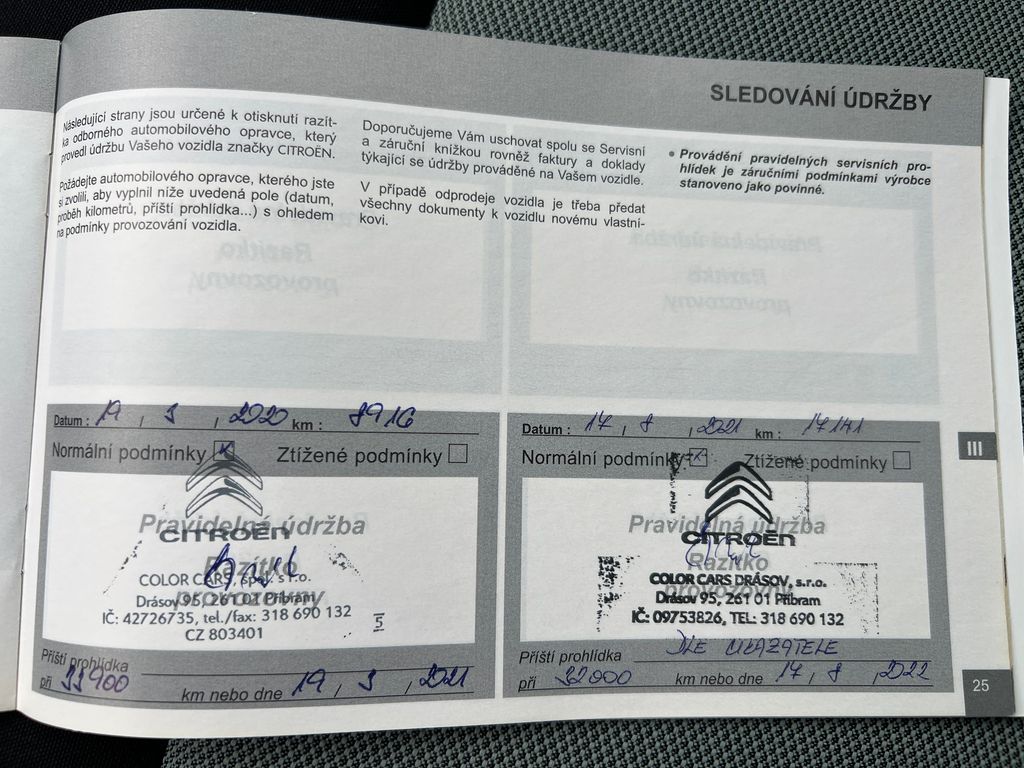 SLEDOVÁNÍ ÚDRŽBY
Následující strany jsou určené k otisknutí razít-
ka odborného automobilového opravce, který
provedl údržbu Vašeho vozidla značky CITROËN.
Požádejte automobilového opravce, kterého jste
si zvolili, aby vyplnil níže uvedená pole (datum,
proběh kilometrů, příští prohlídka...) s ohledem
na podmínky provozování vozidla.
Doporučujeme Vám uschovat spolu se Servisní
a záruční knížkou rovněž faktury a doklady
týkající se údržby prováděné na Vašem vozidle.
V případě odprodeje vozidla je třeba předat
všechny dokumenty k vozidlu novému vlastní-
kovi.
• Provádění pravidelných servisních pro-
hlídek je záručními podmínkami výrobce
stanoveno jako povinné.
Datum : 19 , 3 , 2020 km : 8916
Normální podmínky Ztížené podmínky
Pravidelná údržba
CITROËN
Razítko
COLOR CARS, spol. s r.o.
provozovny
Drásov 95, 261 01 Příbram
IČ: 42726735, tel./fax: 318 690 132
CZ 803401
5
Příští prohlídka
při 33900 km nebo dne 19 , 3 , 2021
Datum : 17 , 8 , 2021 km : 17141
Normální podmínky Ztížené podmínky
Pravidelná údržba
CITROËN
Razítko
COLOR CARS DRÁSOV, s.r.o.
provozovny
Drásov 95, 261 01 Příbram
IČ: 09753826, TEL: 318 690 132
DLE UKAZATELE
Příští prohlídka
při 32000 km nebo dne 17 , 8 , 2022
III
25